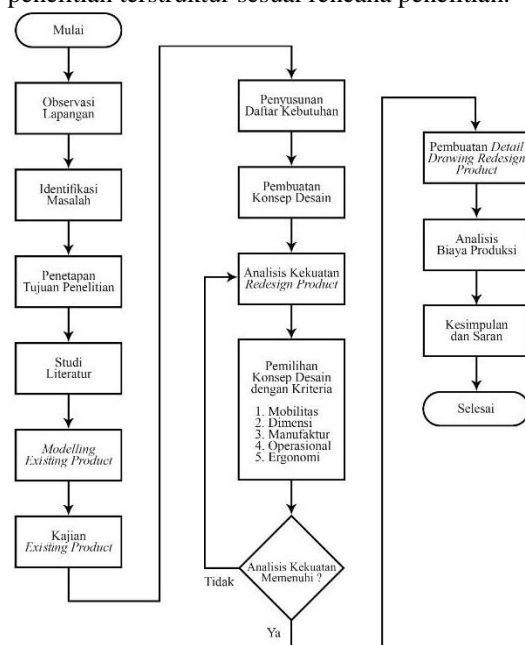 penelitian terstruktur sesuai rencana penelitian.
Mulai
Observasi
Lapangan
Identifikasi
Masalah
Penetapan
Tujuan Penelitian
Studi
Literatur
Modelling
Existing Product
Kajian
Existing Product
Penyusunan
Daftar Kebutuhan
Pembuatan
Konsep Desain
Analisis Kekuatan
Redesign Product
Pemilihan
Konsep Desain
dengan Kriteria
1. Mobilitas
2. Dimensi
3. Manufaktur
4. Operasional
5. Ergonomi
Analisis Kekuatan
Memenuhi ?
Tidak
Ya
Pembuatan Detail
Drawing Redesign
Product
Analisis
Biaya Produksi
Kesimpulan
dan Saran
Selesai